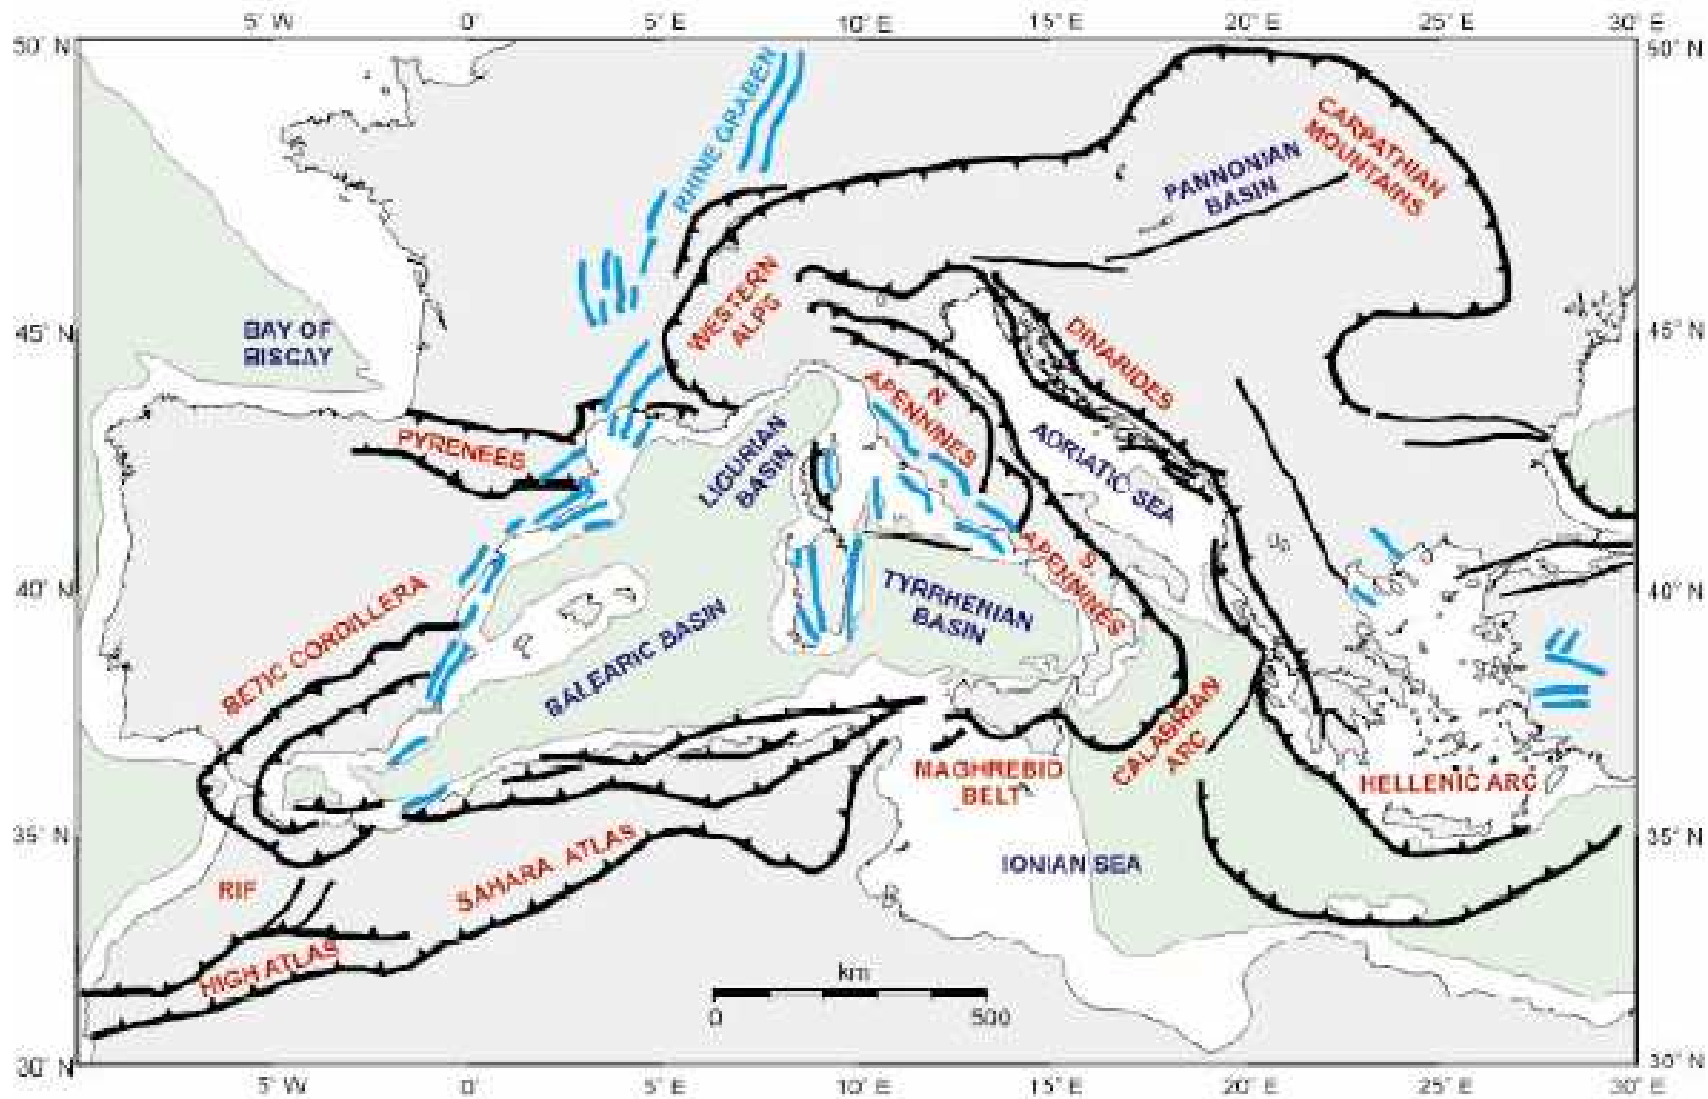 5° W 0° 5° E 10° E 15° E 20° E 25° E 30° E
50° N
50° N
RHINE GRABEN
CARPATHIAN
MOUNTAINS
PANNONIAN
BASIN
WESTERN
ALPS
45° N
45° N
BAY OF
BISCAY
DINARIDES
N
APENNINES
PYRENEES
LIGURIAN
BASIN
ADRIATIC SEA
40° N
40° N
S
APENNINES
BETIC CORDILLERA
TYRRHENIAN
BASIN
BALEARIC BASIN
CALABRIAN
ARC
MAGHREBID
BELT
HELLENIC ARC
35° N
35° N
SAHARA ATLAS
IONIAN SEA
RIF
HIGH ATLAS
km
0 500
30° N
30° N
5° W 0° 5° E 10° E 15° E 20° E 25° E 30° E